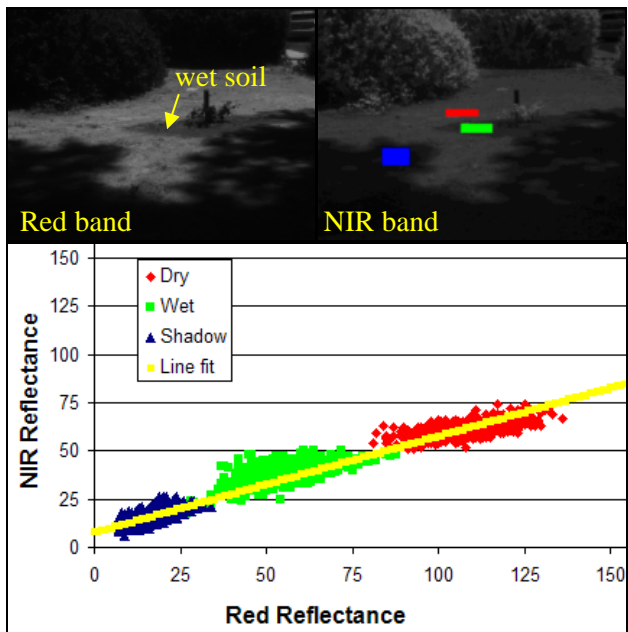 wet soil
Red band
NIR band
150
125
100
75
50
25
0
NIR Reflectance
Dry
Wet
Shadow
Line fit
0 25 50 75 100 125 150
Red Reflectance